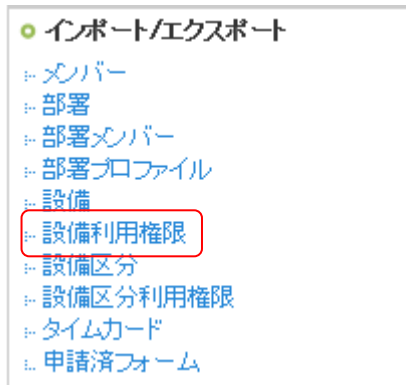 インポート/エクスポート
メンバー
部署
部署メンバー
部署プロファイル
設備
設備利用権限
設備区分
設備区分利用権限
タイムカード
申請済フォーム